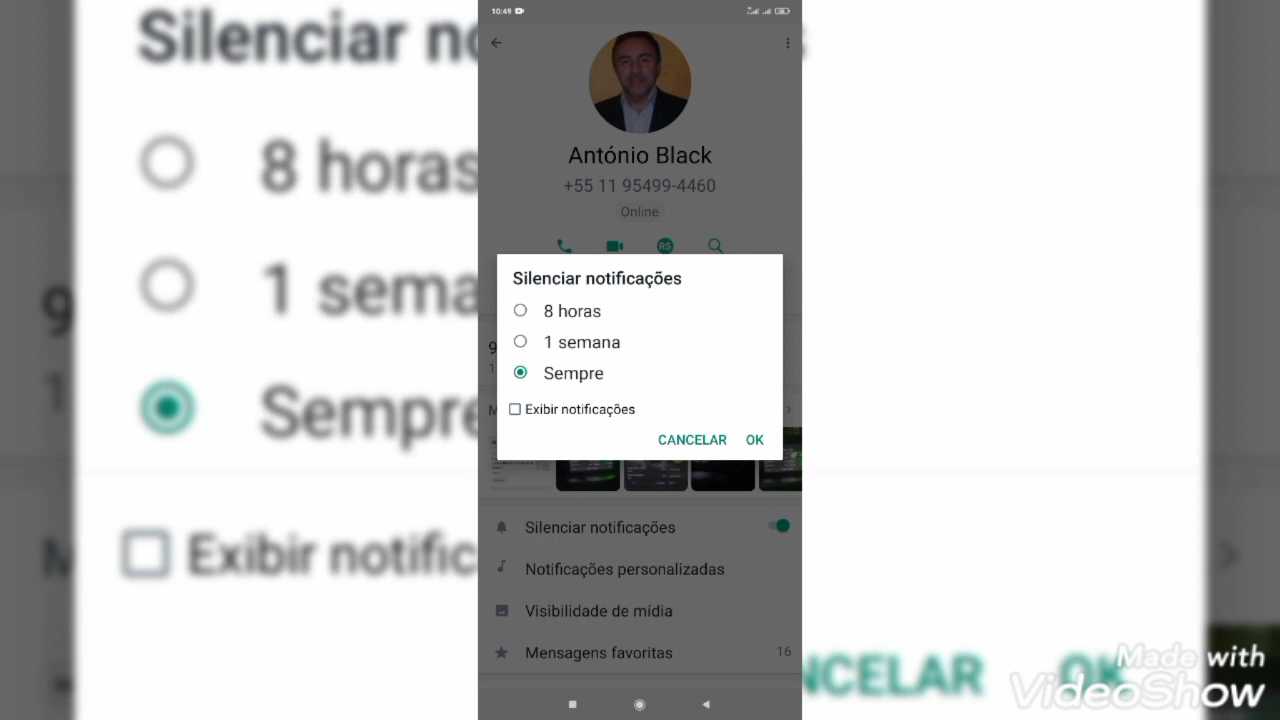 10:49
António Black
+55 11 95499-4460
Online
RS
Silenciar notificações
8 horas
1 semana
Sempre
Exibir notificações
CANCELAR OK
Silenciar notificações
Notificações personalizadas
Visibilidade de mídia
Mensagens favoritas 16
Silenciar no
8 horas
1 sema
Sempre
Exibir notific
NCELAR OK
Made with
VideoShow